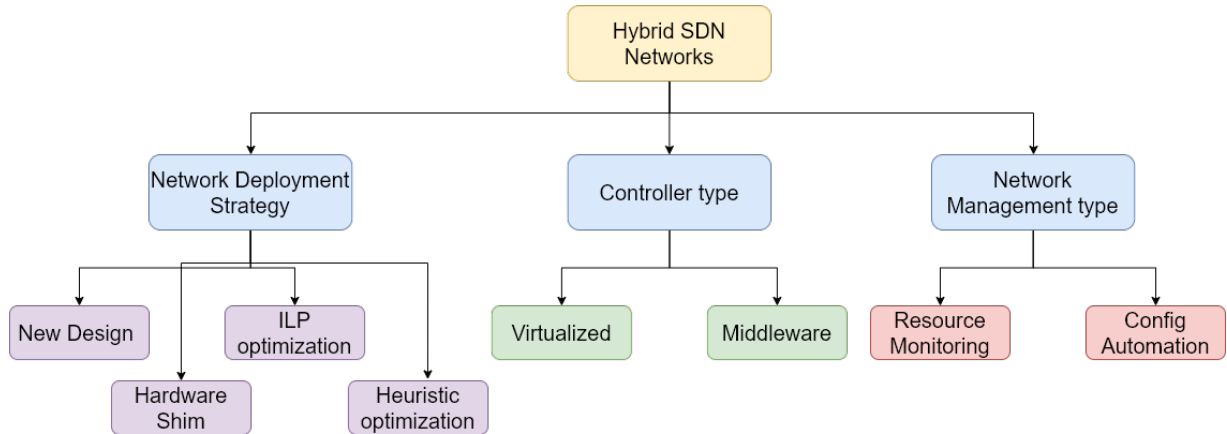 Hybrid SDN
Networks
Network Deployment
Strategy
Controller type
Network
Management type
New Design
ILP
optimization
Virtualized
Middleware
Resource
Monitoring
Config
Automation
Hardware
Shim
Heuristic
optimization